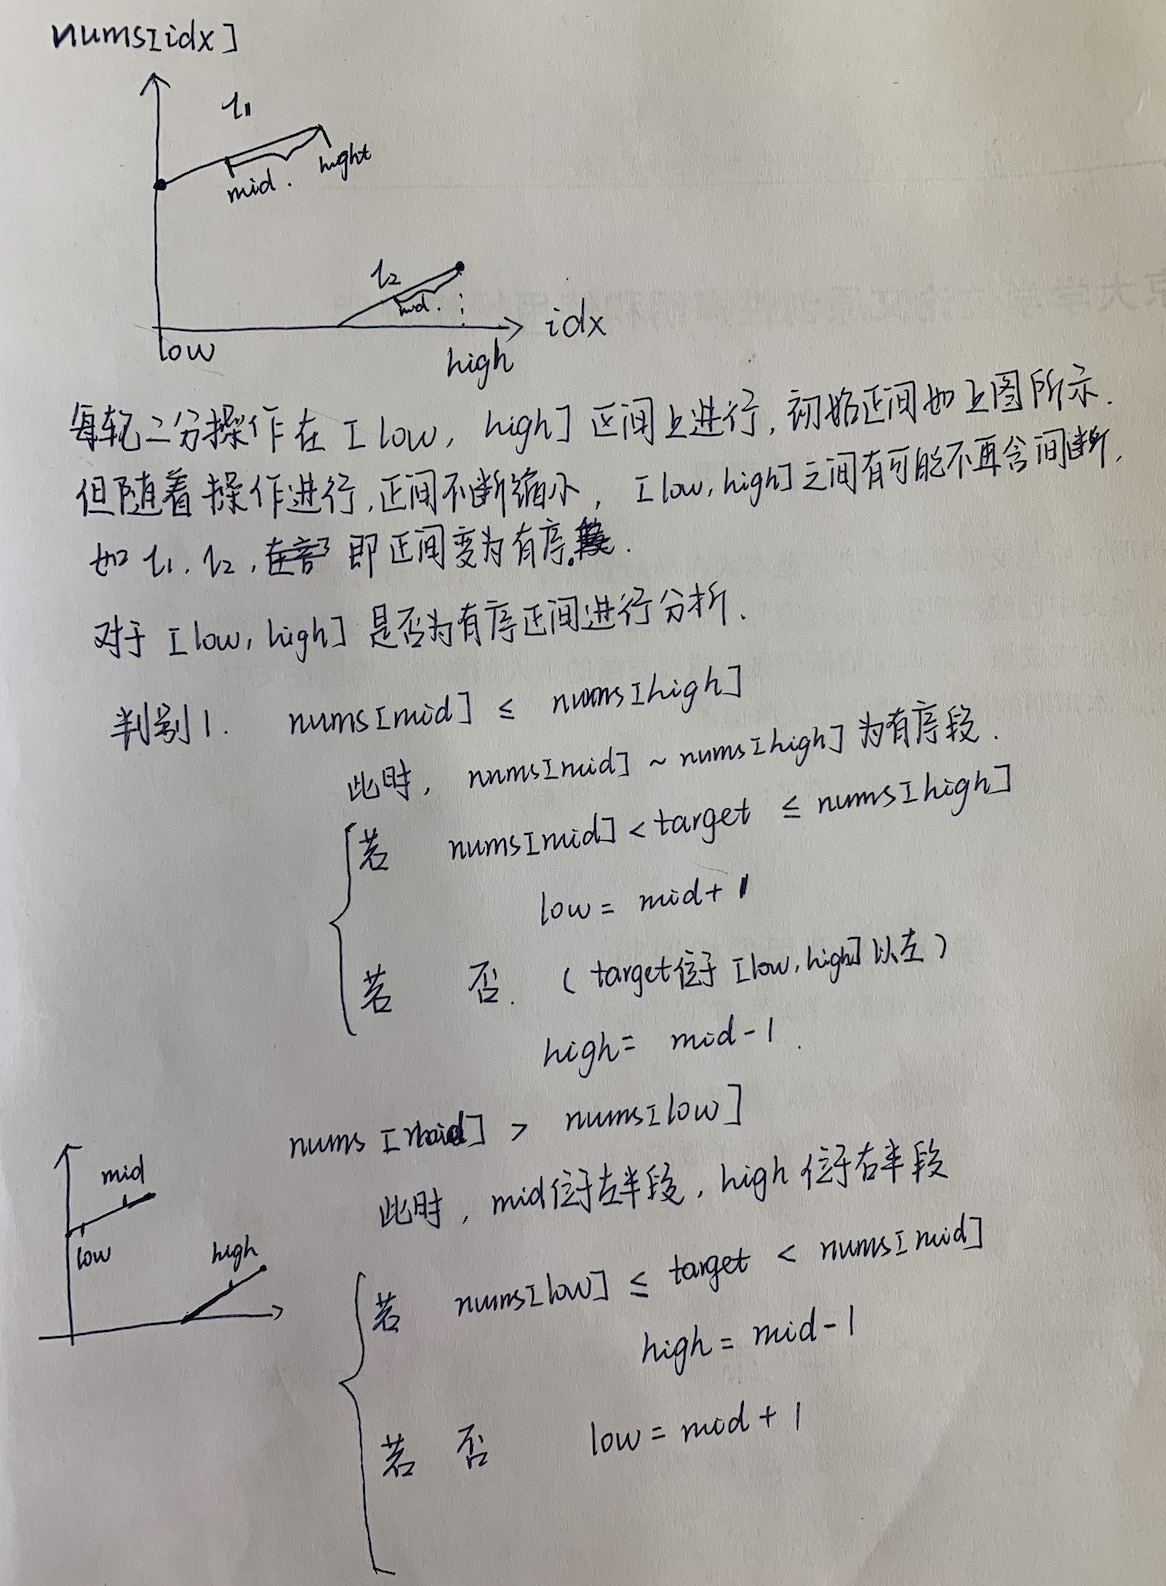 nums[idx]
l1
hight
mid.
l2
mid.
idx
low
high
每轮二分操作在[low, high]区间上进行,初始区间如上图所示.
但随着操作进行,区间不断缩小, [low, high]之间有可能不再含间断,
如 l1, l2, 即区间变为有序.
对于 [low, high] 是否为有序区间进行分析.
判别1. nums[mid] ≤ nums[high]
此时, nums[mid] ~ nums[high] 为有序段.
若 nums[mid] < target ≤ nums[high]
low = mid + 1
若 否. (target位于[low, high]以左)
high = mid - 1.
nums[mid] > nums[low]
此时, mid位于左半段, high位于右半段
mid
low
high
若 nums[low] ≤ target < nums[mid]
high = mid - 1
若 否 low = mid + 1